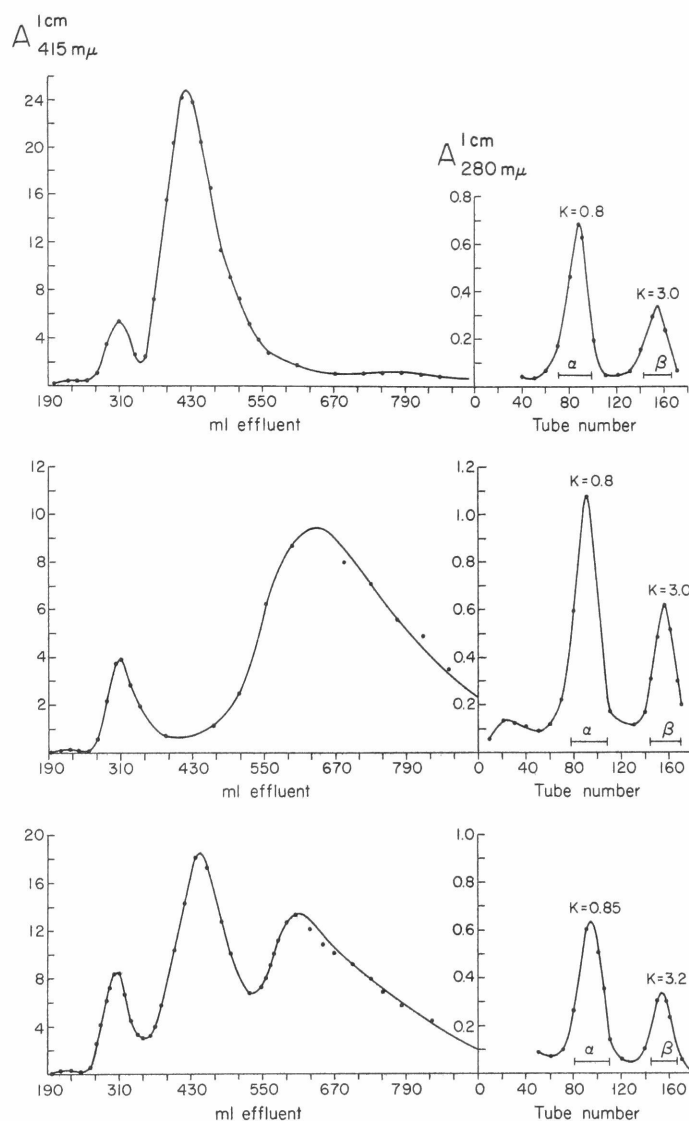 A 1cm 415 mμ
24
20
16
12
8
4
190 310 430 550 670 790
ml effluent
A 1cm 280 mμ
0.8
0.6
0.4
0.2
K=0.8
K=3.0
α
β
0 40 80 120 160
Tube number
12
10
8
6
4
2
190 310 430 550 670 790
ml effluent
1.2
1.0
0.8
0.6
0.4
0.2
K=0.8
K=3.0
α
β
0 40 80 120 160
Tube number
20
16
12
8
4
190 310 430 550 670 790
ml effluent
1.0
0.8
0.6
0.4
0.2
K=0.85
K=3.2
α
β
0 40 80 120 160
Tube number